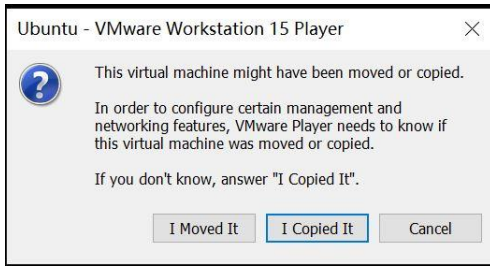 Ubuntu - VMware Workstation 15 Player
This virtual machine might have been moved or copied.
In order to configure certain management and
networking features, VMware Player needs to know if
this virtual machine was moved or copied.
If you don't know, answer "I Copied It".
I Moved It I Copied It Cancel